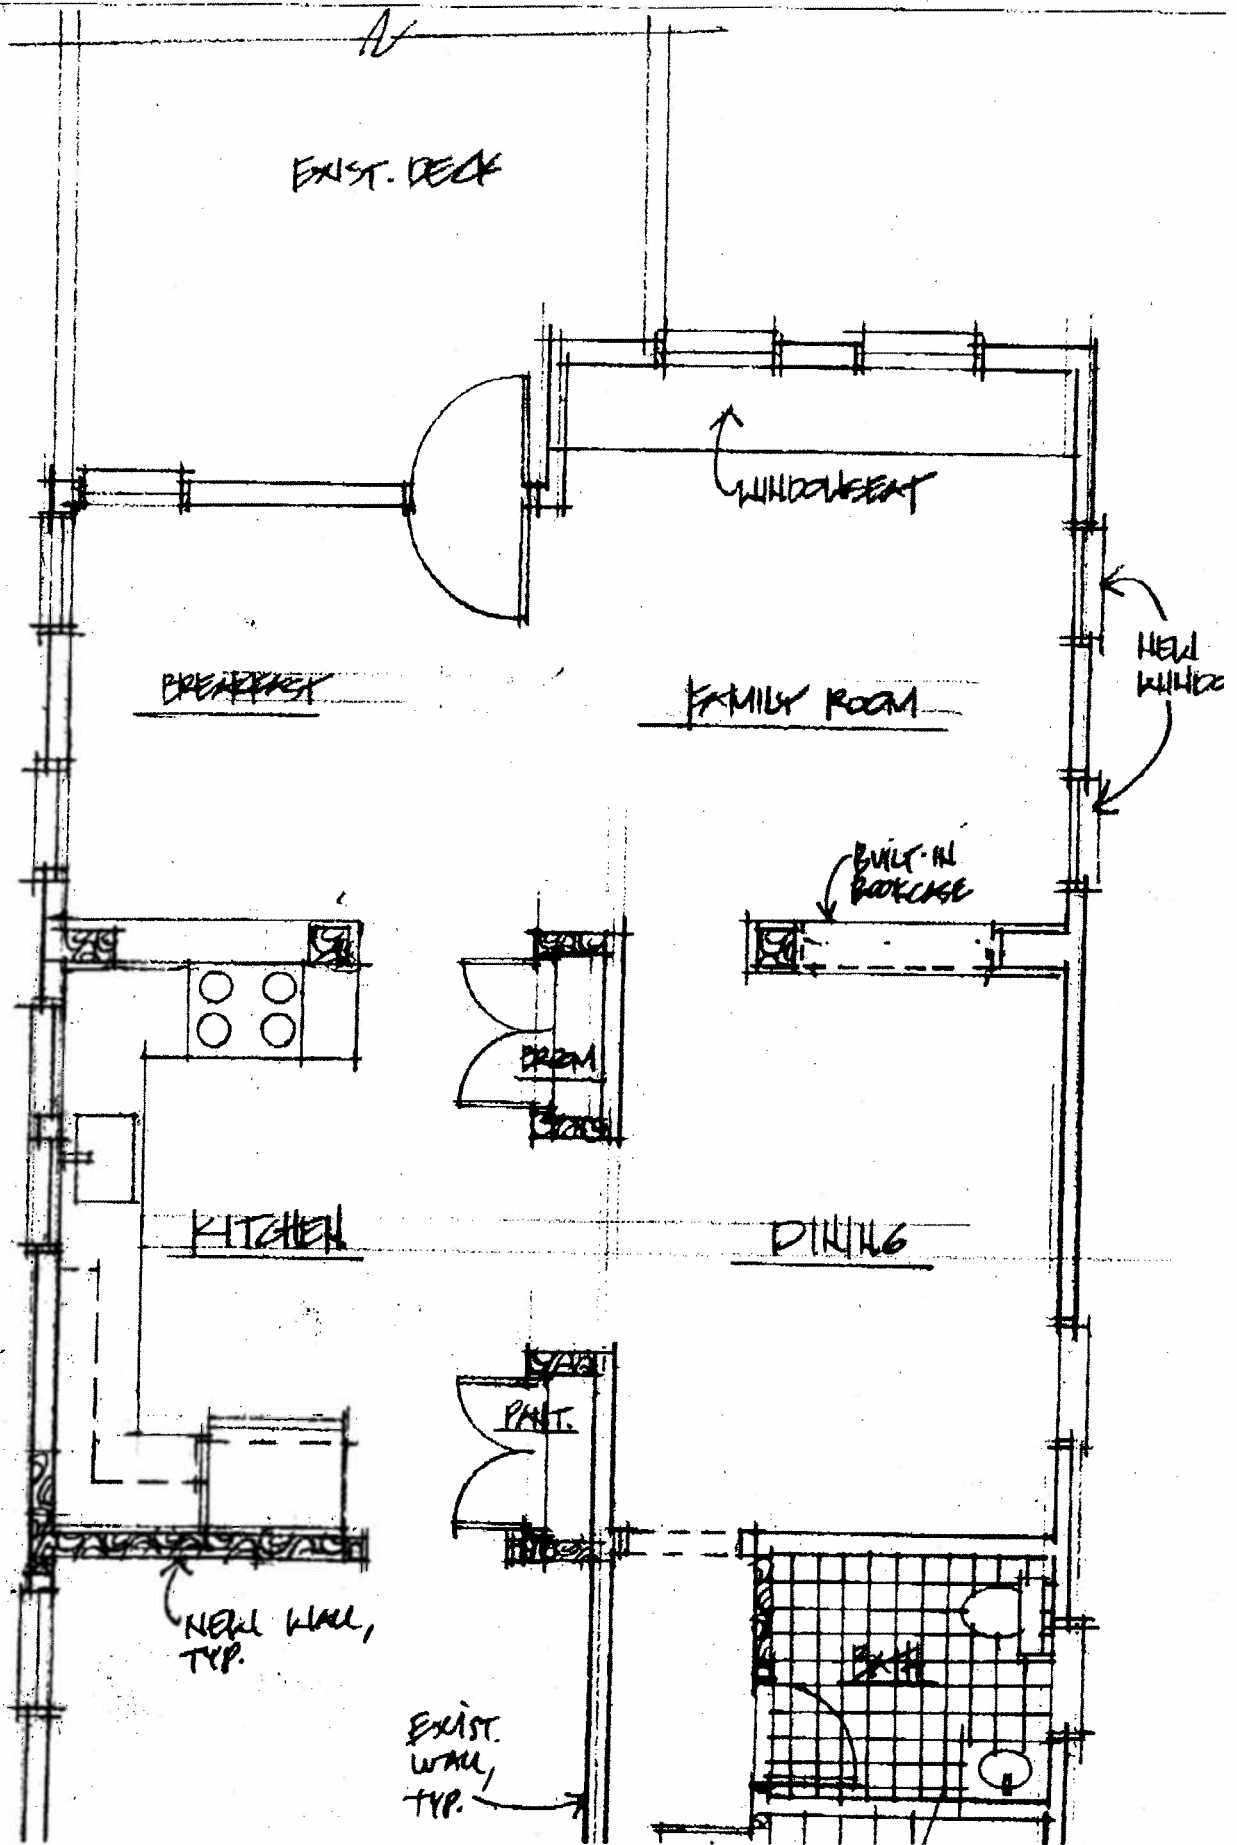 EXIST. DECK
WINDOWSEAT
NEW
WINDO
BREAKFAST
FAMILY ROOM
BUILT-IN
BOOKCASE
BROOM
KITCHEN
DINING
PANT.
NEW WALL,
TYP.
BATH
EXIST.
WALL,
TYP.